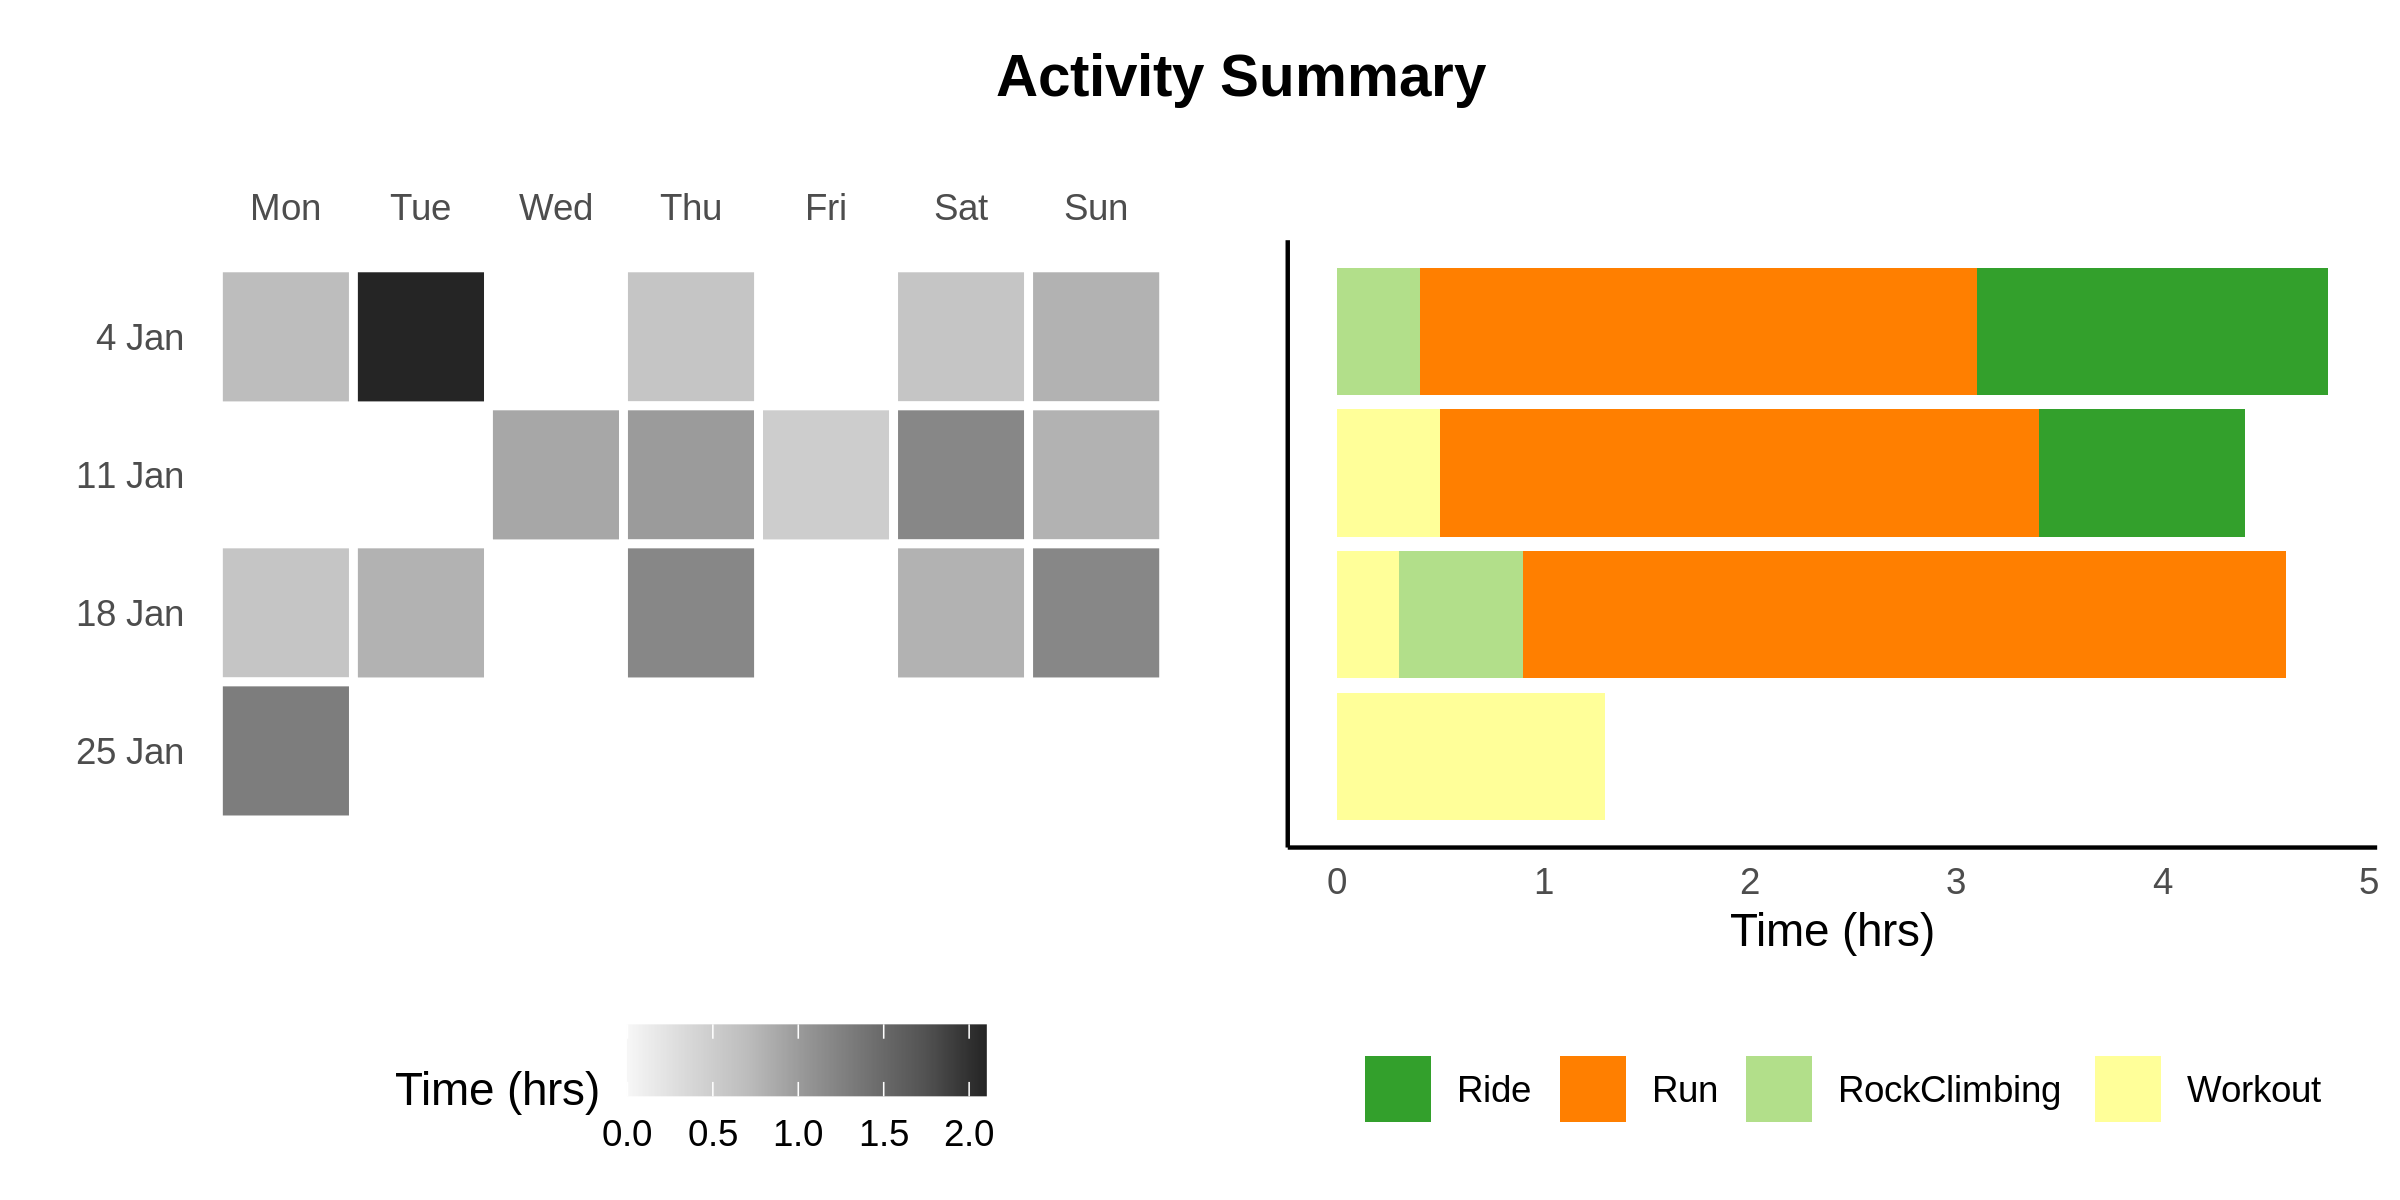 Activity Summary
Mon Tue Wed Thu Fri Sat Sun
4 Jan
11 Jan
18 Jan
25 Jan
0 1 2 3 4 5
Time (hrs)
Time (hrs)
0.0 0.5 1.0 1.5 2.0
Ride Run RockClimbing Workout